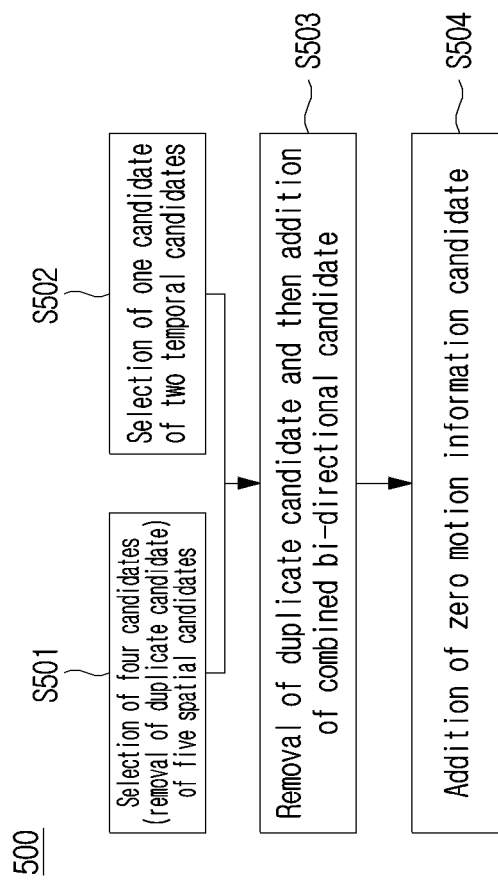 500
S501
S502
Selection of four candidates
(removal of duplicate candidate)
of five spatial candidates
Selection of one candidate
of two temporal candidates
S503
Removal of duplicate candidate and then addition
of combined bi-directional candidate
S504
Addition of zero motion information candidate